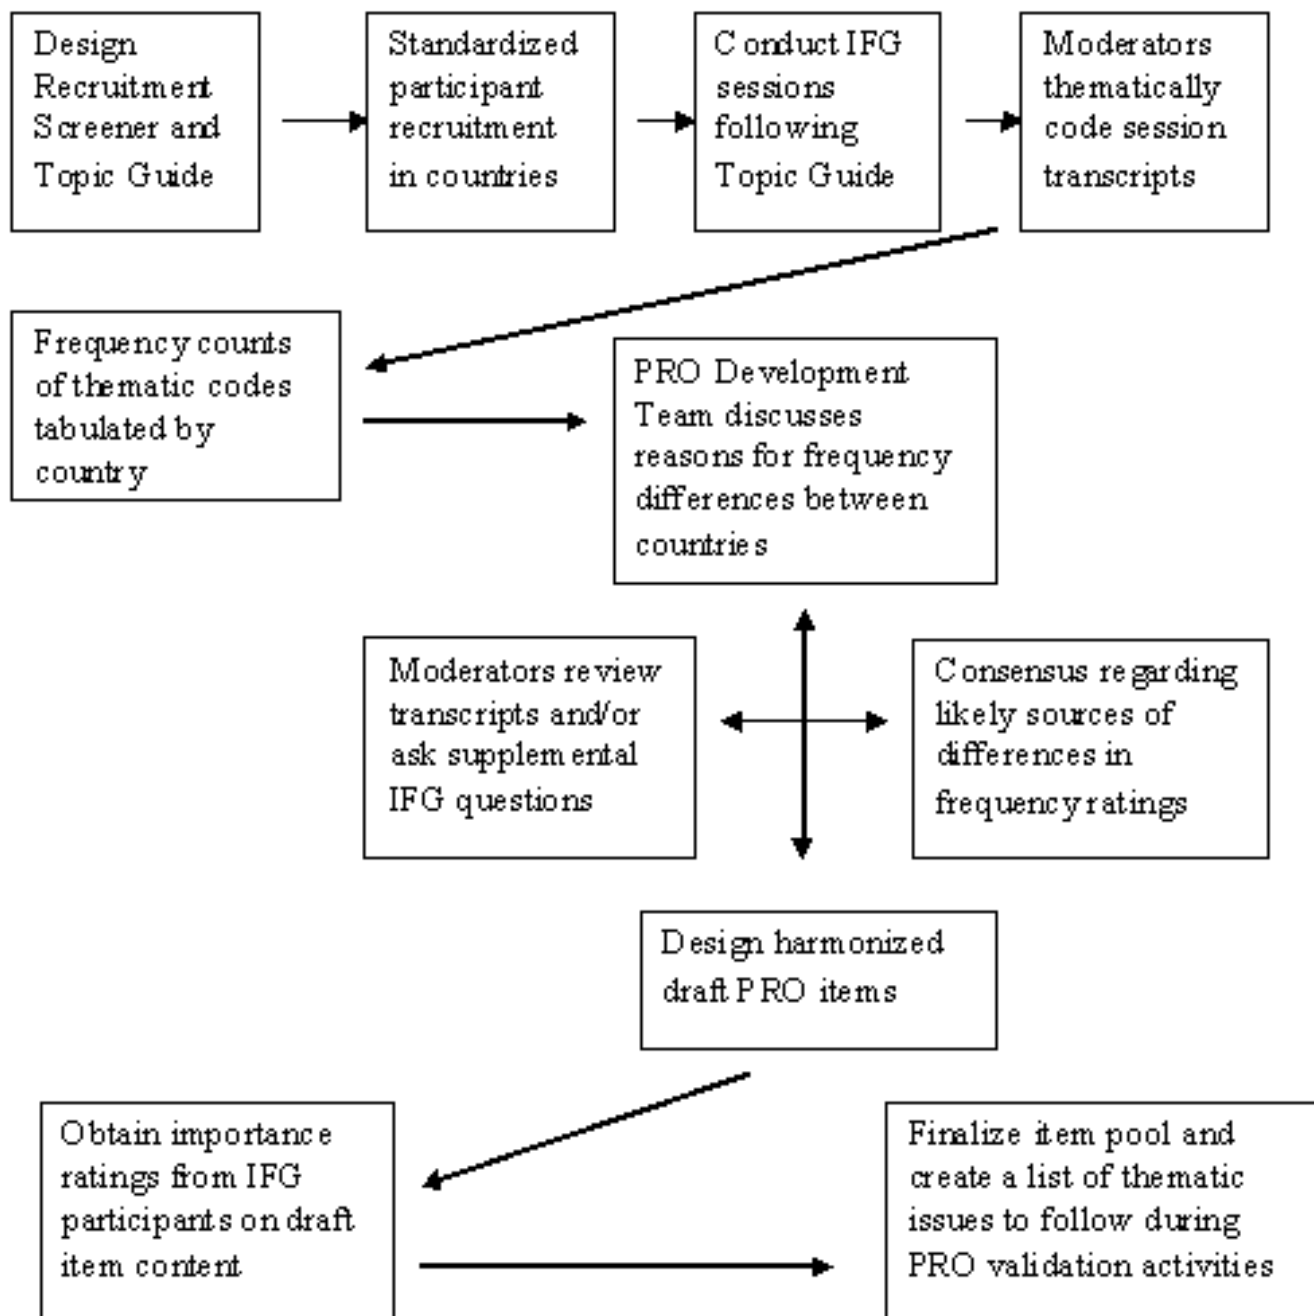 Design
Recruitment
Screener and
Topic Guide
Standardized
participant
recruitment
in countries
Conduct IFG
sessions
following
Topic Guide
Moderators
thematically
code session
transcripts
Frequency counts
of thematic codes
tabulated by
country
PRO Development
Team discusses
reasons for frequency
differences between
countries
Moderators review
transcripts and/or
ask supplemental
IFG questions
Consensus regarding
likely sources of
differences in
frequency ratings
Design harmonized
draft PRO items
Obtain importance
ratings from IFG
participants on draft
item content
Finalize item pool and
create a list of thematic
issues to follow during
PRO validation activities